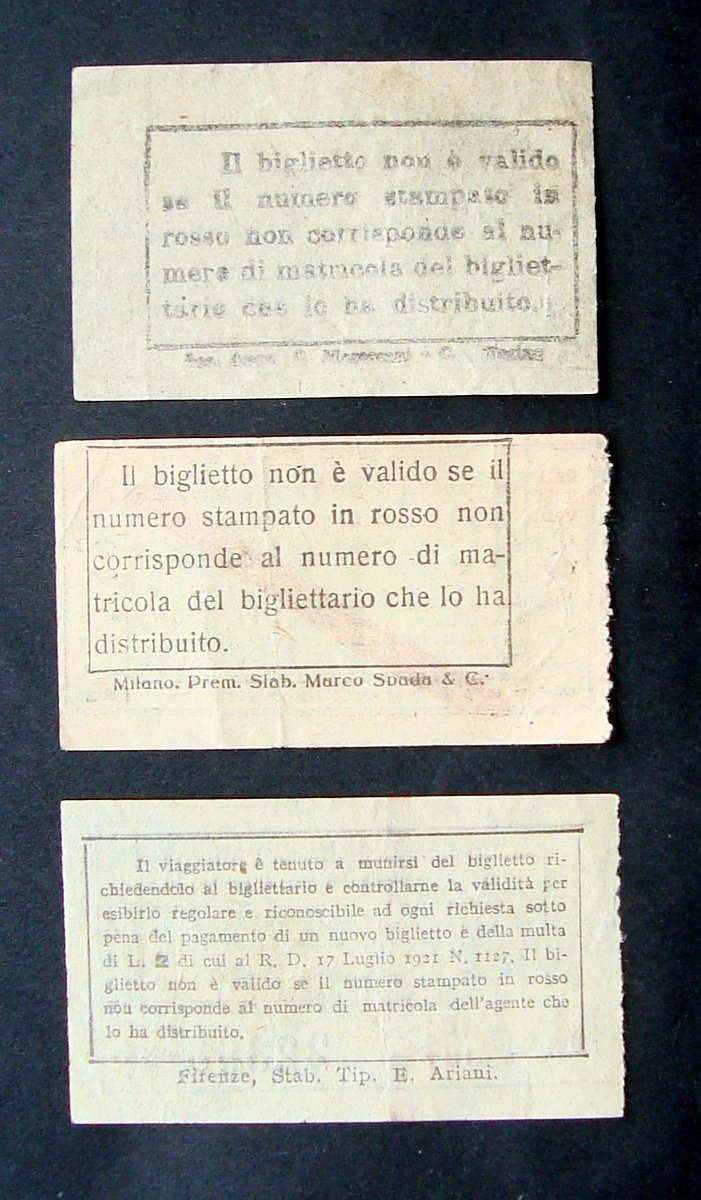 Il biglietto non è valido
se il numero stampato in
rosso non corrisponde al nu-
mero di matricola del bigliet-
tario che lo ha distribuito.
Torino
Il biglietto non è valido se il
numero stampato in rosso non
corrisponde al numero di ma-
tricola del bigliettario che lo ha
distribuito.
Milano. Prem. Stab. Marco Spada & C.
Il viaggiatore è tenuto a munirsi del biglietto ri-
chiedendolo al bigliettario e controllarne la validità per
esibirlo regolare e riconoscibile ad ogni richiesta sotto
pena del pagamento di un nuovo biglietto e della multa
di L. 2 di cui al R. D. 17 Luglio 1921 N. 1127. Il bi-
glietto non è valido se il numero stampato in rosso
non corrisponde al numero di matricola dell'agente che
lo ha distribuito.
Firenze, Stab. Tip. E. Ariani.